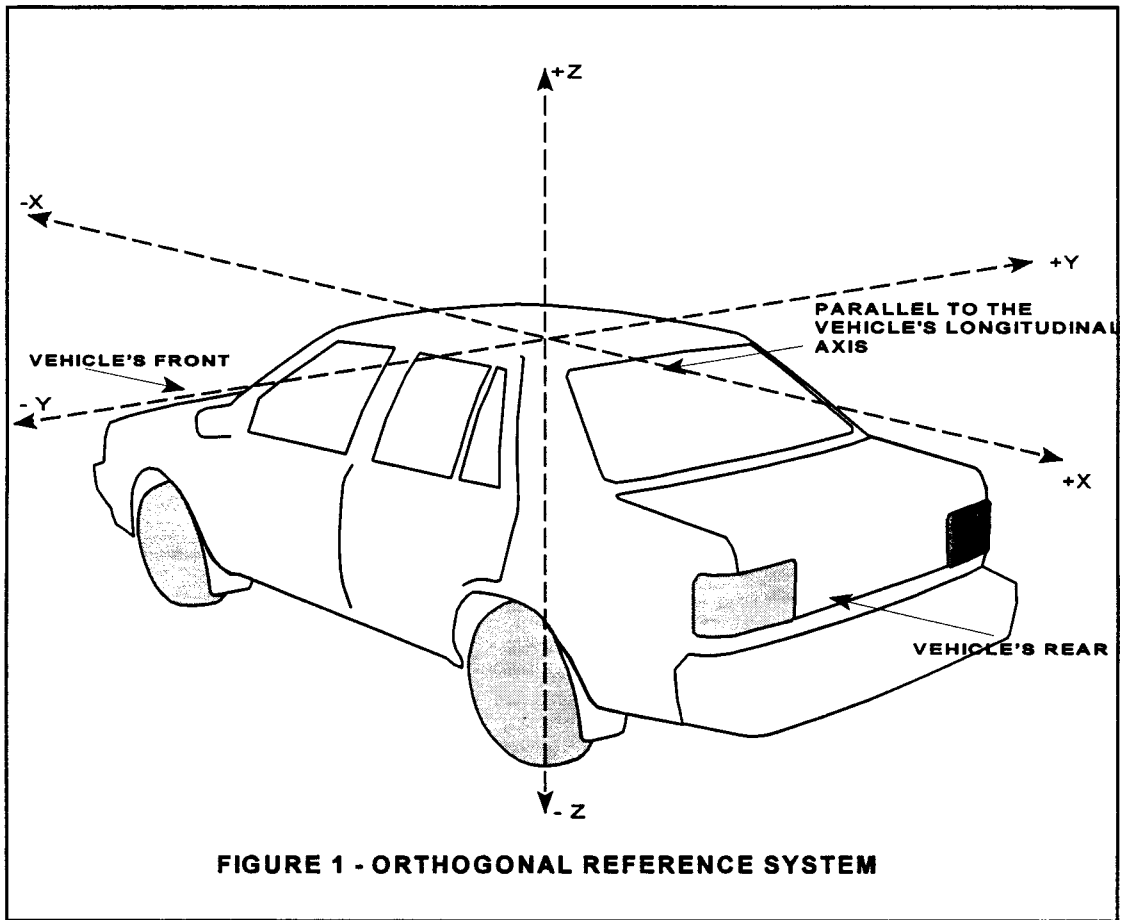 +Z
-X
+Y
PARALLEL TO THE
VEHICLE'S LONGITUDINAL
AXIS
VEHICLE'S FRONT
- Y
+X
VEHICLE'S REAR
- Z
FIGURE 1 - ORTHOGONAL REFERENCE SYSTEM